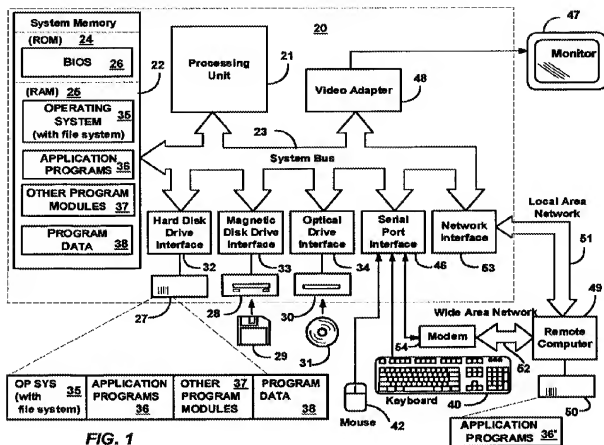 System Memory
(ROM) 24
BIOS 26
(RAM) 25
OPERATING SYSTEM 35
(with file system)
APPLICATION PROGRAMS 36
OTHER PROGRAM MODULES 37
PROGRAM DATA 38
22
20
Processing Unit
21
Video Adapter
48
47
Monitor
23
System Bus
Hard Disk Drive Interface
32
Magnetic Disk Drive Interface
33
Optical Drive Interface
34
Serial Port Interface
46
Network Interface
53
Local Area Network
51
27
28
29
30
31
Wide Area Network
49
Modem
54
52
Remote Computer
50
Keyboard
40
Mouse
42
OP SYS 35
(with file system)
APPLICATION PROGRAMS 36
OTHER PROGRAM MODULES 37
PROGRAM DATA 38
APPLICATION PROGRAMS 36'
FIG. 1